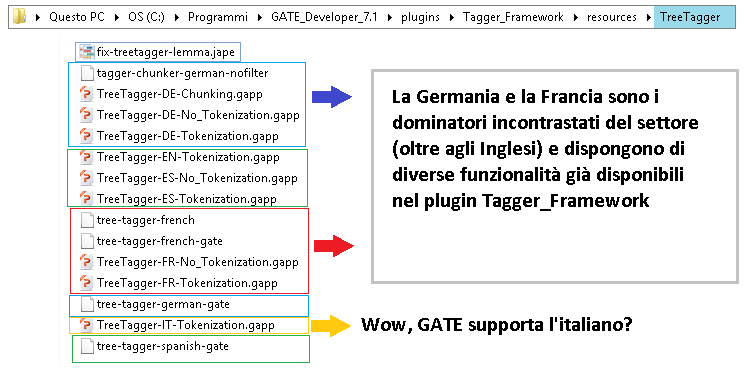 Questo PC ▸ OS (C:) ▸ Programmi ▸ GATE_Developer_7.1 ▸ plugins ▸ Tagger_Framework ▸ resources ▸ TreeTagger
fix-treetagger-lemma.jape
tagger-chunker-german-nofilter
TreeTagger-DE-Chunking.gapp
TreeTagger-DE-No_Tokenization.gapp
TreeTagger-DE-Tokenization.gapp
TreeTagger-EN-Tokenization.gapp
TreeTagger-ES-No_Tokenization.gapp
TreeTagger-ES-Tokenization.gapp
tree-tagger-french
tree-tagger-french-gate
TreeTagger-FR-No_Tokenization.gapp
TreeTagger-FR-Tokenization.gapp
tree-tagger-german-gate
TreeTagger-IT-Tokenization.gapp
tree-tagger-spanish-gate
La Germania e la Francia sono i
dominatori incontrastati del settore
(oltre agli Inglesi) e dispongono di
diverse funzionalità già disponibili
nel plugin Tagger_Framework
Wow, GATE supporta l'italiano?